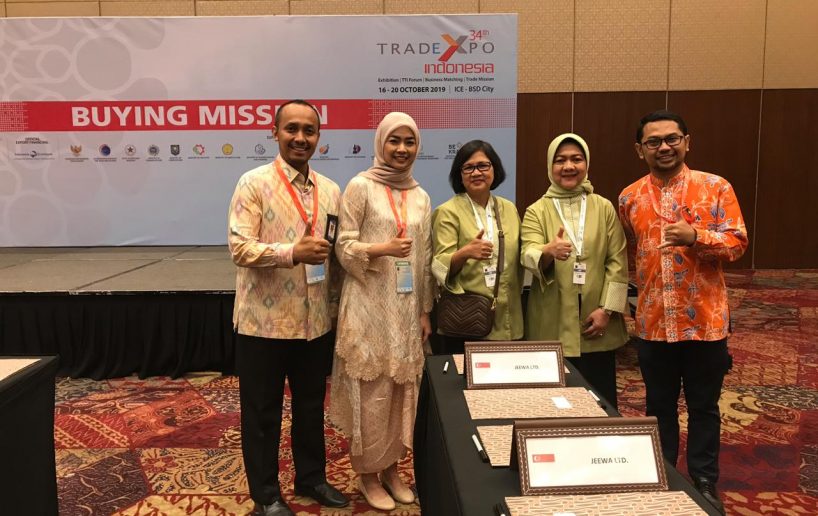 34th
TRADEXPO
INDONESIA
Exhibition | TTI Forum | Business Matching | Trade Mission
16 - 20 OCTOBER 2019 | ICE - BSD City
BUYING MISSION
JEEWA LTD.
JEEWA LTD.